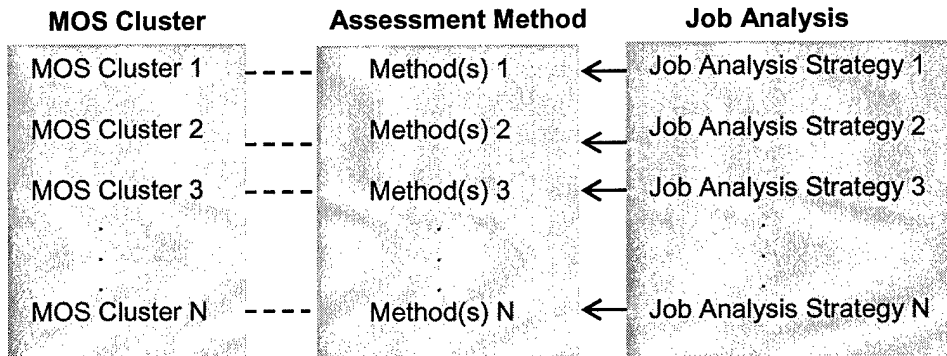 MOS Cluster Assessment Method Job Analysis
MOS Cluster 1 Method(s) 1 Job Analysis Strategy 1
MOS Cluster 2 Method(s) 2 Job Analysis Strategy 2
MOS Cluster 3 Method(s) 3 Job Analysis Strategy 3
. . .
. . .
MOS Cluster N Method(s) N Job Analysis Strategy N